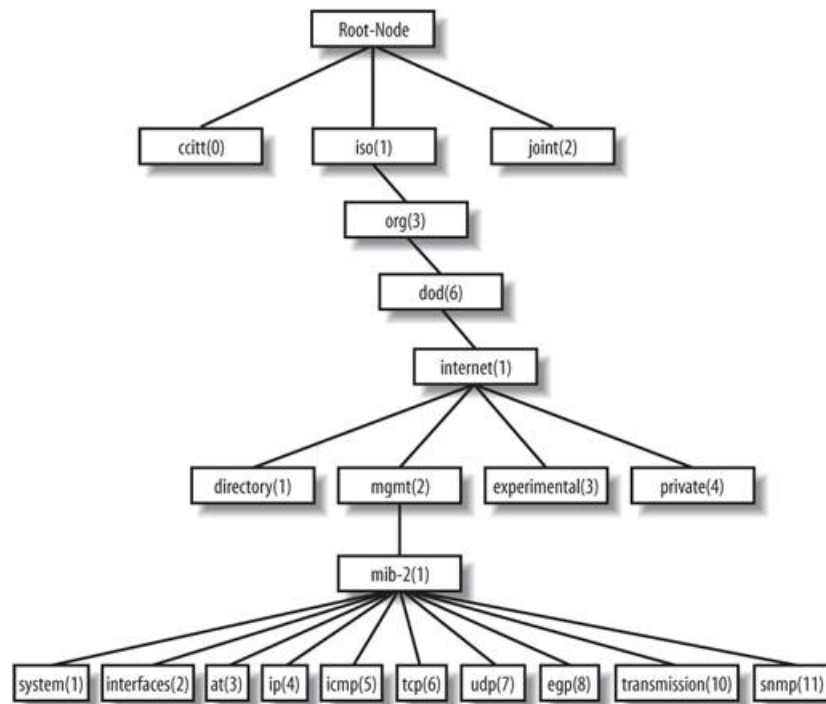 Root-Node
ccitt(0) iso(1) joint(2)
org(3)
dod(6)
internet(1)
directory(1) mgmt(2) experimental(3) private(4)
mib-2(1)
system(1) interfaces(2) at(3) ip(4) icmp(5) tcp(6) udp(7) egp(8) transmission(10) snmp(11)